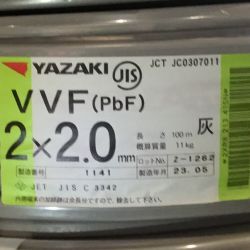 YAZAKI JIS JCT JC0307011
VVF(PbF)
2×2.0mm
長さ 100m 灰
概算質量 11kg
ロットNo. Z-1262
製造番号 1141 製造年月 23.05
JET JIS C 3342